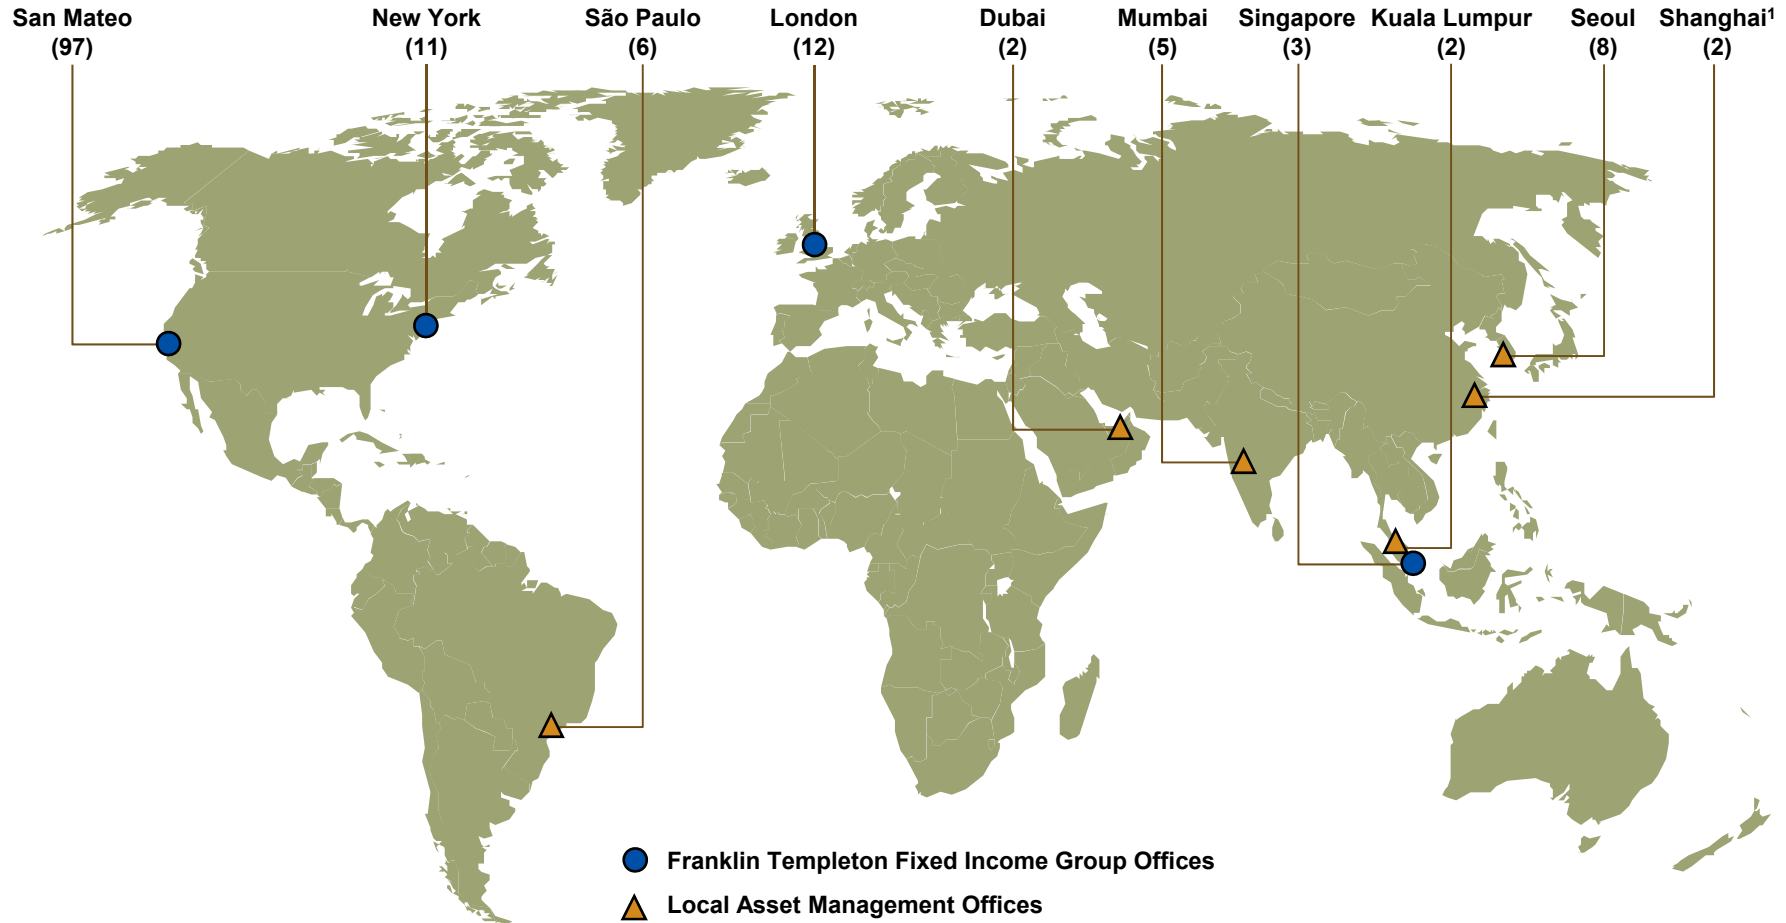 San Mateo
(97)
New York
(11)
São Paulo
(6)
London
(12)
Dubai
(2)
Mumbai
(5)
Singapore
(3)
Kuala Lumpur
(2)
Seoul
(8)
Shanghai¹
(2)
Franklin Templeton Fixed Income Group Offices
Local Asset Management Offices